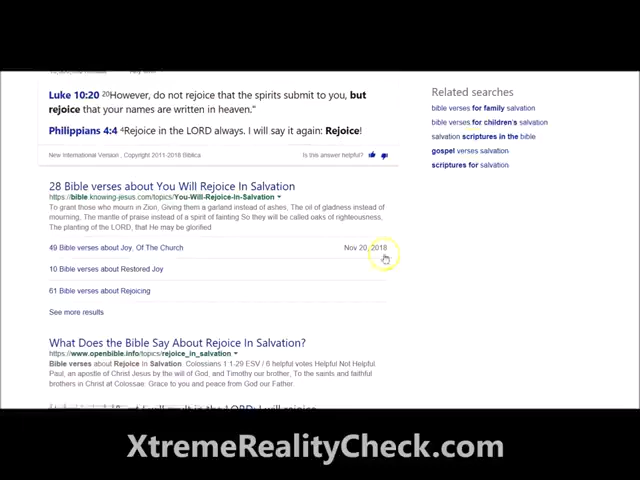 Luke 10:20 20However, do not rejoice that the spirits submit to you, but
rejoice that your names are written in heaven."
Philippians 4:4 4Rejoice in the LORD always. I will say it again: Rejoice!
New International Version , Copyright 2011-2018 Biblica
Is this answer helpful?
28 Bible verses about You Will Rejoice In Salvation
https://bible.knowing-jesus.com/topics/You-Will-Rejoice-In-Salvation
To grant those who mourn in Zion, Giving them a garland instead of ashes, The oil of gladness instead of
mourning, The mantle of praise instead of a spirit of fainting So they will be called oaks of righteousness,
The planting of the LORD, that He may be glorified
49 Bible verses about Joy, Of The Church
Nov 20, 2018
10 Bible verses about Restored Joy
61 Bible verses about Rejoicing
See more results
What Does the Bible Say About Rejoice In Salvation?
https://www.openbible.info/topics/rejoice_in_salvation
Bible verses about Rejoice In Salvation. Colossians 1:1-29 ESV / 6 helpful votes Helpful Not Helpful
Paul, an apostle of Christ Jesus by the will of God, and Timothy our brother, To the saints and faithful
brothers in Christ at Colossae: Grace to you and peace from God our Father.
Related searches
bible verses for family salvation
bible verses for children's salvation
salvation scriptures in the bible
gospel verses salvation
scriptures for salvation
XtremeRealityCheck.com